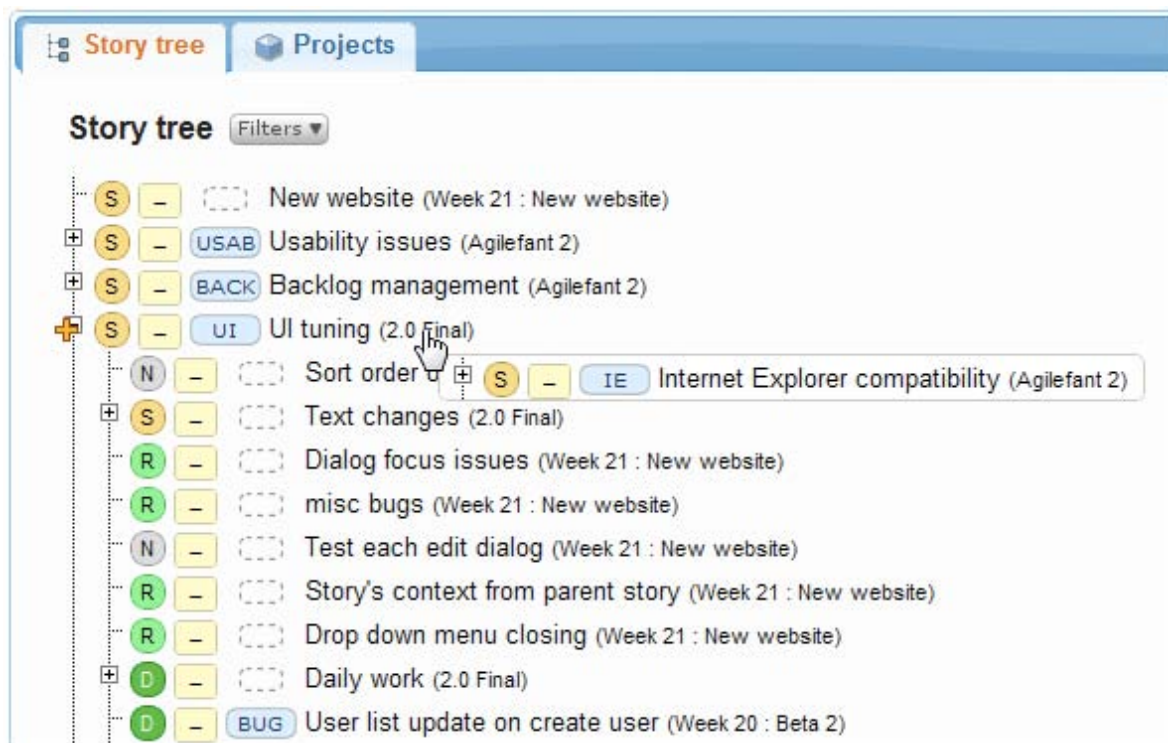 Story tree Projects
Story tree Filters ▼
S – New website (Week 21 : New website)
S – USAB Usability issues (Agilefant 2)
S – BACK Backlog management (Agilefant 2)
S – UI UI tuning (2.0 Final)
N – Sort order
S – IE Internet Explorer compatibility (Agilefant 2)
S – Text changes (2.0 Final)
R – Dialog focus issues (Week 21 : New website)
R – misc bugs (Week 21 : New website)
N – Test each edit dialog (Week 21 : New website)
R – Story's context from parent story (Week 21 : New website)
R – Drop down menu closing (Week 21 : New website)
D – Daily work (2.0 Final)
D – BUG User list update on create user (Week 20 : Beta 2)